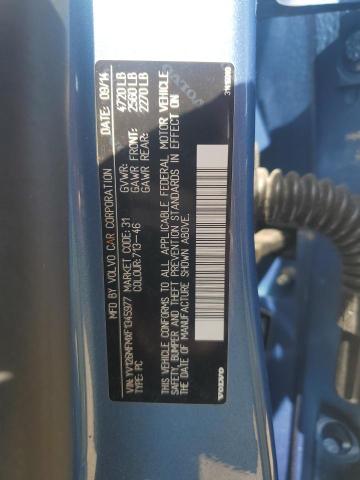 MFD BY VOLVO CAR CORPORATION DATE: 09/14
GVWR: 4720 LB
GAWR FRONT: 2560 LB
GAWR REAR: 2270 LB
MARKET CODE: 31
COLOUR: 713-46
TYPE: PC
THIS VEHICLE CONFORMS TO ALL APPLICABLE FEDERAL MOTOR VEHICLE
SAFETY, BUMPER AND THEFT PREVENTION STANDARDS IN EFFECT ON
THE DATE OF MANUFACTURE SHOWN ABOVE.
VOLVO